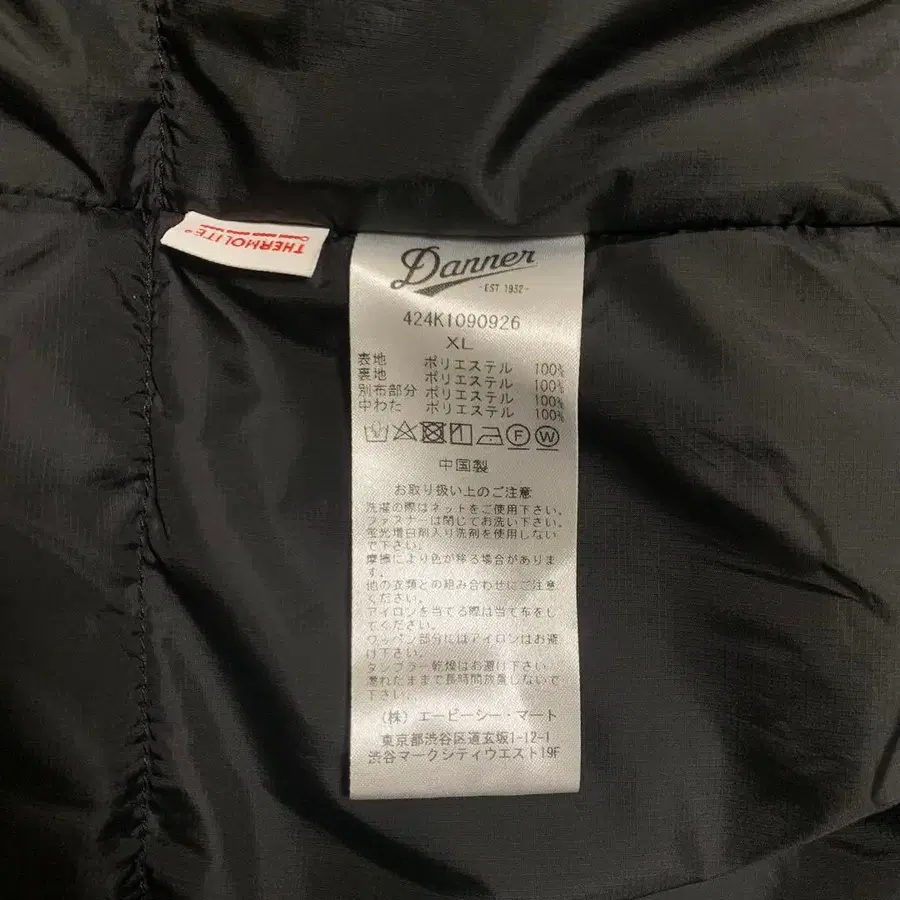 THERMOLITE®
Danner
- EST 1932 -
424K1090926
XL
表地 ポリエステル 100%
裏地 ポリエステル 100%
別布部分 ポリエステル 100%
中わた ポリエステル 100%
F W
中国製
お取り扱い上のご注意
洗濯の際はネットをご使用下さい。
ファスナーは閉じてお洗い下さい。
蛍光増白剤入り洗剤を使用しない
で下さい。
摩擦により色が移る場合がありま
す。
他の衣類との組み合わせにご注意
ください。
アイロンを当てる際は当て布をし
てください。
ワッペン部分にはアイロンはお避
け下さい。
タンブラー乾燥はお避け下さい。
濡れたままで長時間放置しないで
下さい。
(株) エービーシー・マート
東京都渋谷区道玄坂1-12-1
渋谷マークシティウエスト19F